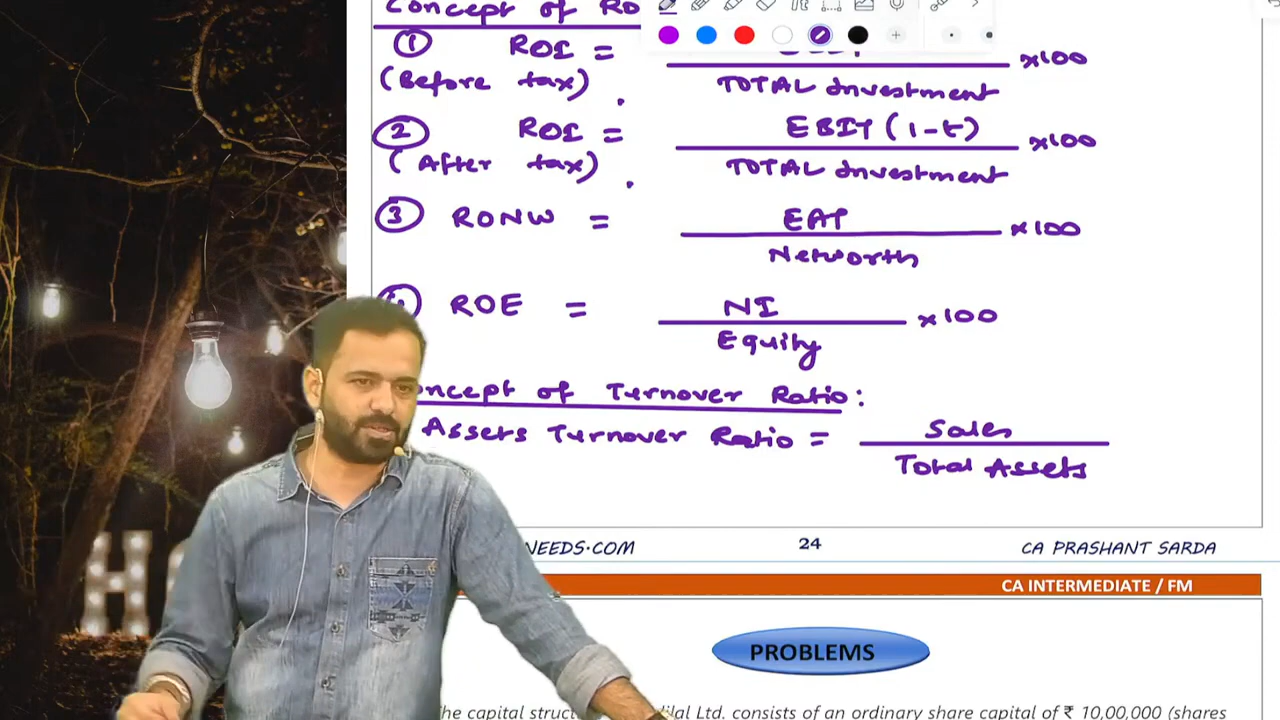 Concept of RO
① ROI = ×100
(Before tax). TOTAL Investment
② ROI = EBIT (1-t) ×100
(After tax). TOTAL Investment
③ RONW = EAT ×100
Networth
④ ROE = NI ×100
Equity
oncept of Turnover Ratio:
Assets Turnover Ratio = Sales
Total Assets
NEEDS.COM 24 CA PRASHANT SARDA
CA INTERMEDIATE / FM
PROBLEMS
he capital struct lal Ltd. consists of an ordinary share capital of ₹ 10,00,000 (shares